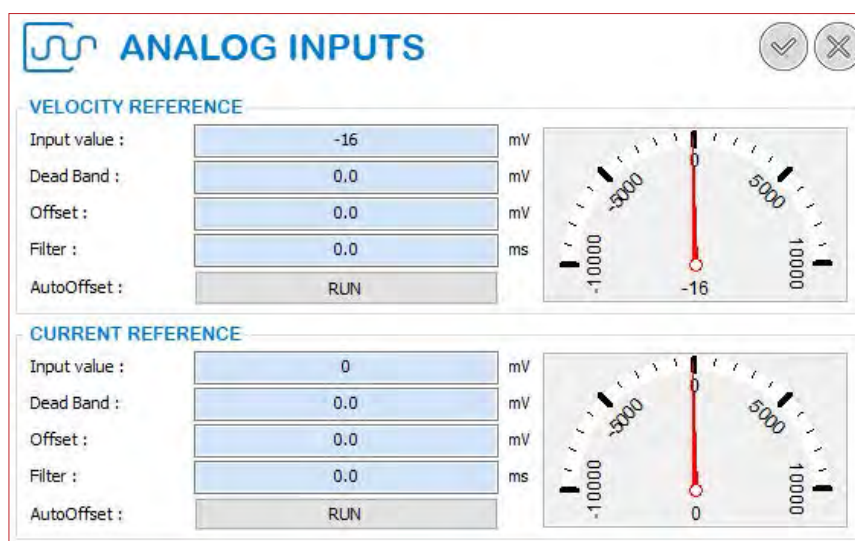 ANALOG INPUTS
VELOCITY REFERENCE
Input value : -16 mV
Dead Band : 0.0 mV
Offset : 0.0 mV
Filter : 0.0 ms
AutoOffset : RUN
-10000 -5000 0 5000 10000
-16
CURRENT REFERENCE
Input value : 0 mV
Dead Band : 0.0 mV
Offset : 0.0 mV
Filter : 0.0 ms
AutoOffset : RUN
-10000 -5000 0 5000 10000
0